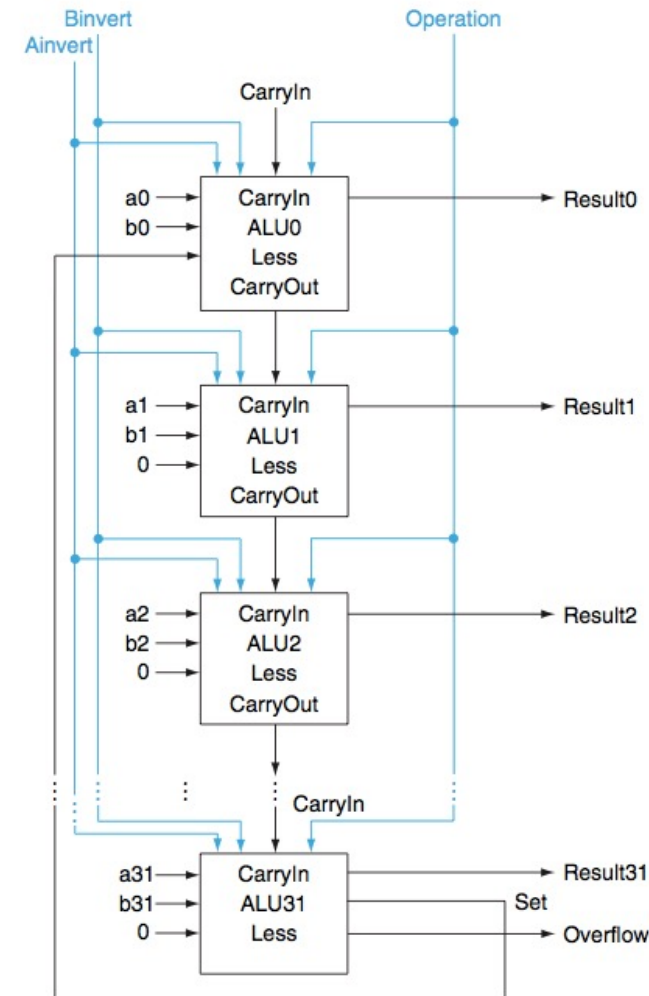 Binvert
Operation
Ainvert
CarryIn
a0
CarryIn
Result0
b0
ALU0
Less
CarryOut
a1
CarryIn
Result1
b1
ALU1
0
Less
CarryOut
a2
CarryIn
Result2
b2
ALU2
0
Less
CarryOut
CarryIn
a31
CarryIn
Result31
b31
ALU31
Set
0
Less
Overflow